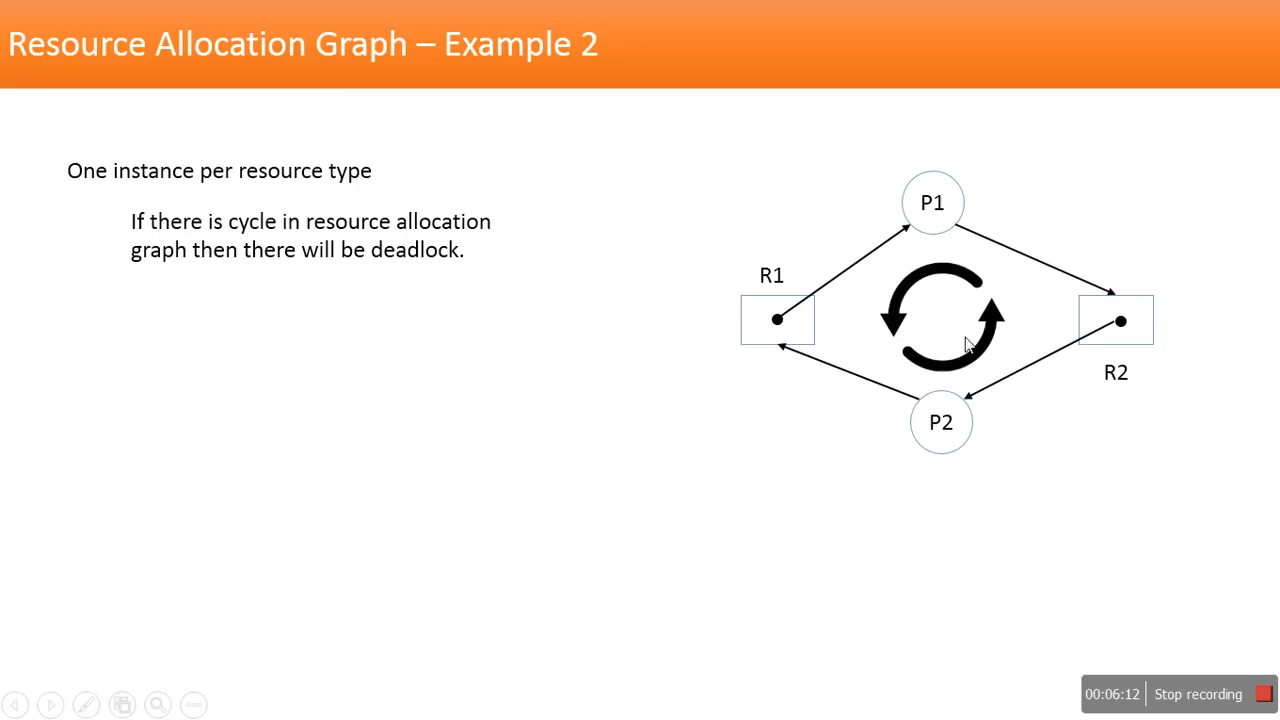 Resource Allocation Graph – Example 2
One instance per resource type
If there is cycle in resource allocation
graph then there will be deadlock.
P1
R1
R2
P2
00:06:12 Stop recording